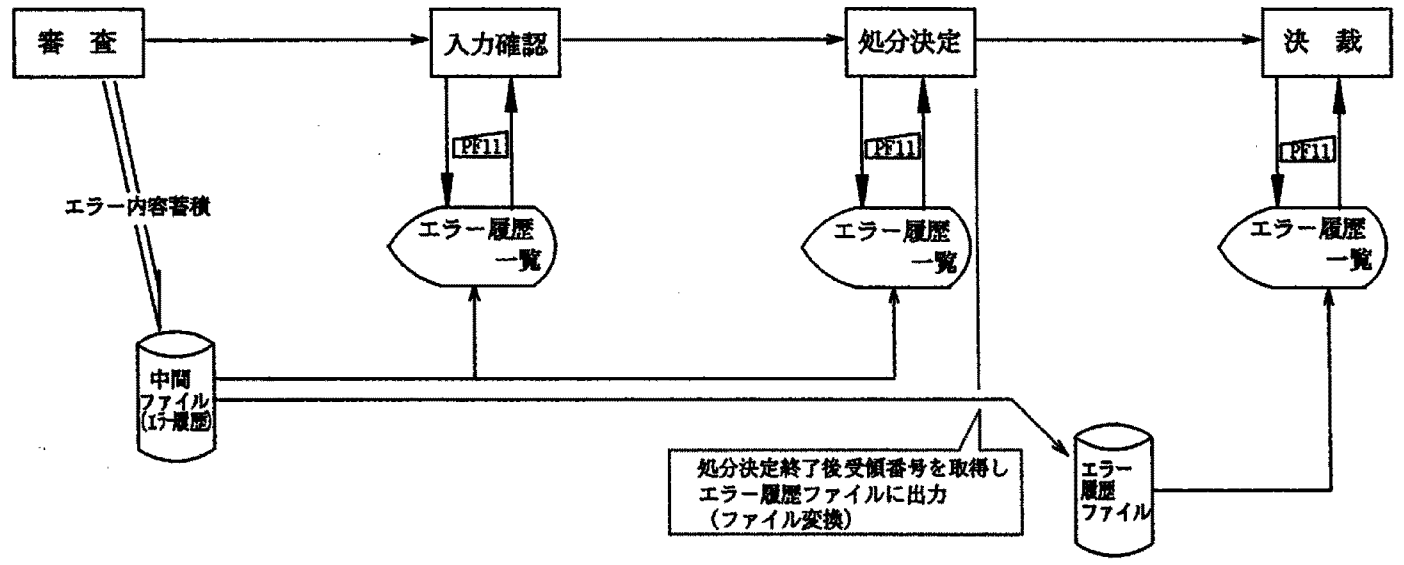 審　査
入力確認
処分決定
決　裁
PF11
PF11
PF11
エラー内容蓄積
エラー履歴
一覧
エラー履歴
一覧
エラー履歴
一覧
中間
ファイル
(ｴﾗｰ履歴)
処分決定終了後受領番号を取得し
エラー履歴ファイルに出力
（ファイル変換）
エラー
履歴
ファイル